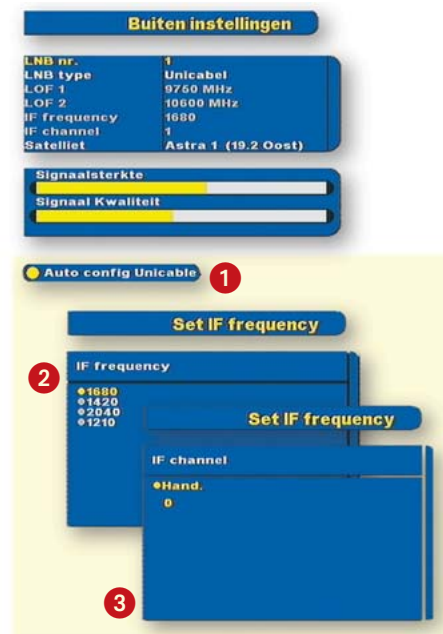 Buiten instellingen
LNB nr. 1
LNB type Unicabel
LOF 1 9750 MHz
LOF 2 10600 MHz
IF frequency 1680
IF channel 1
Satelliet Astra 1 (19.2 Oost)
Signaalsterkte
Signaal Kwaliteit
Auto config Unicable 1
Set IF frequency
2
IF frequency
1680
1420
2040
1210
Set IF frequency
IF channel
Hand.
0
3